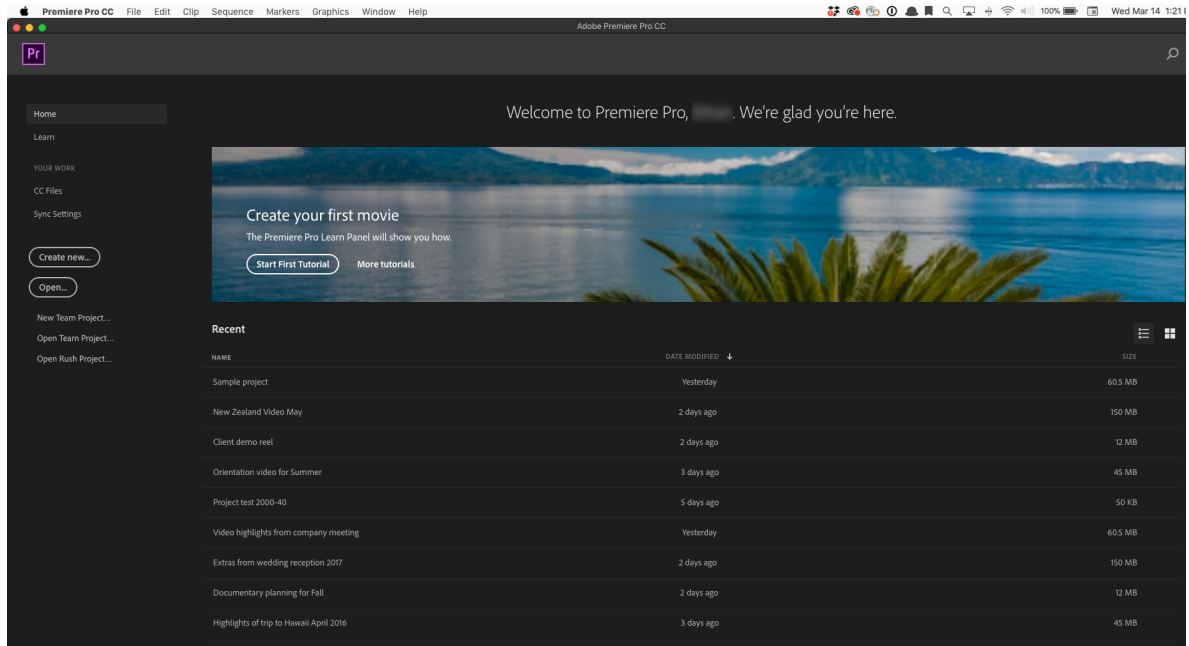 Premiere Pro CC File Edit Clip Sequence Markers Graphics Window Help 100% Wed Mar 14 1:21
Adobe Premiere Pro CC
Pr
Home
Learn
YOUR WORK
CC Files
Sync Settings
Create new...
Open...
New Team Project...
Open Team Project...
Open Rush Project...
Welcome to Premiere Pro, . We're glad you're here.
Create your first movie
The Premiere Pro Learn Panel will show you how.
Start First Tutorial More tutorials
Recent
NAME DATE MODIFIED SIZE
Sample project Yesterday 60.5 MB
New Zealand Video May 2 days ago 150 MB
Client demo reel 2 days ago 12 MB
Orientation video for Summer 3 days ago 45 MB
Project test 2000-40 5 days ago 50 KB
Video highlights from company meeting Yesterday 60.5 MB
Extras from wedding reception 2017 2 days ago 150 MB
Documentary planning for Fall 2 days ago 12 MB
Highlights of trip to Hawaii April 2016 3 days ago 45 MB